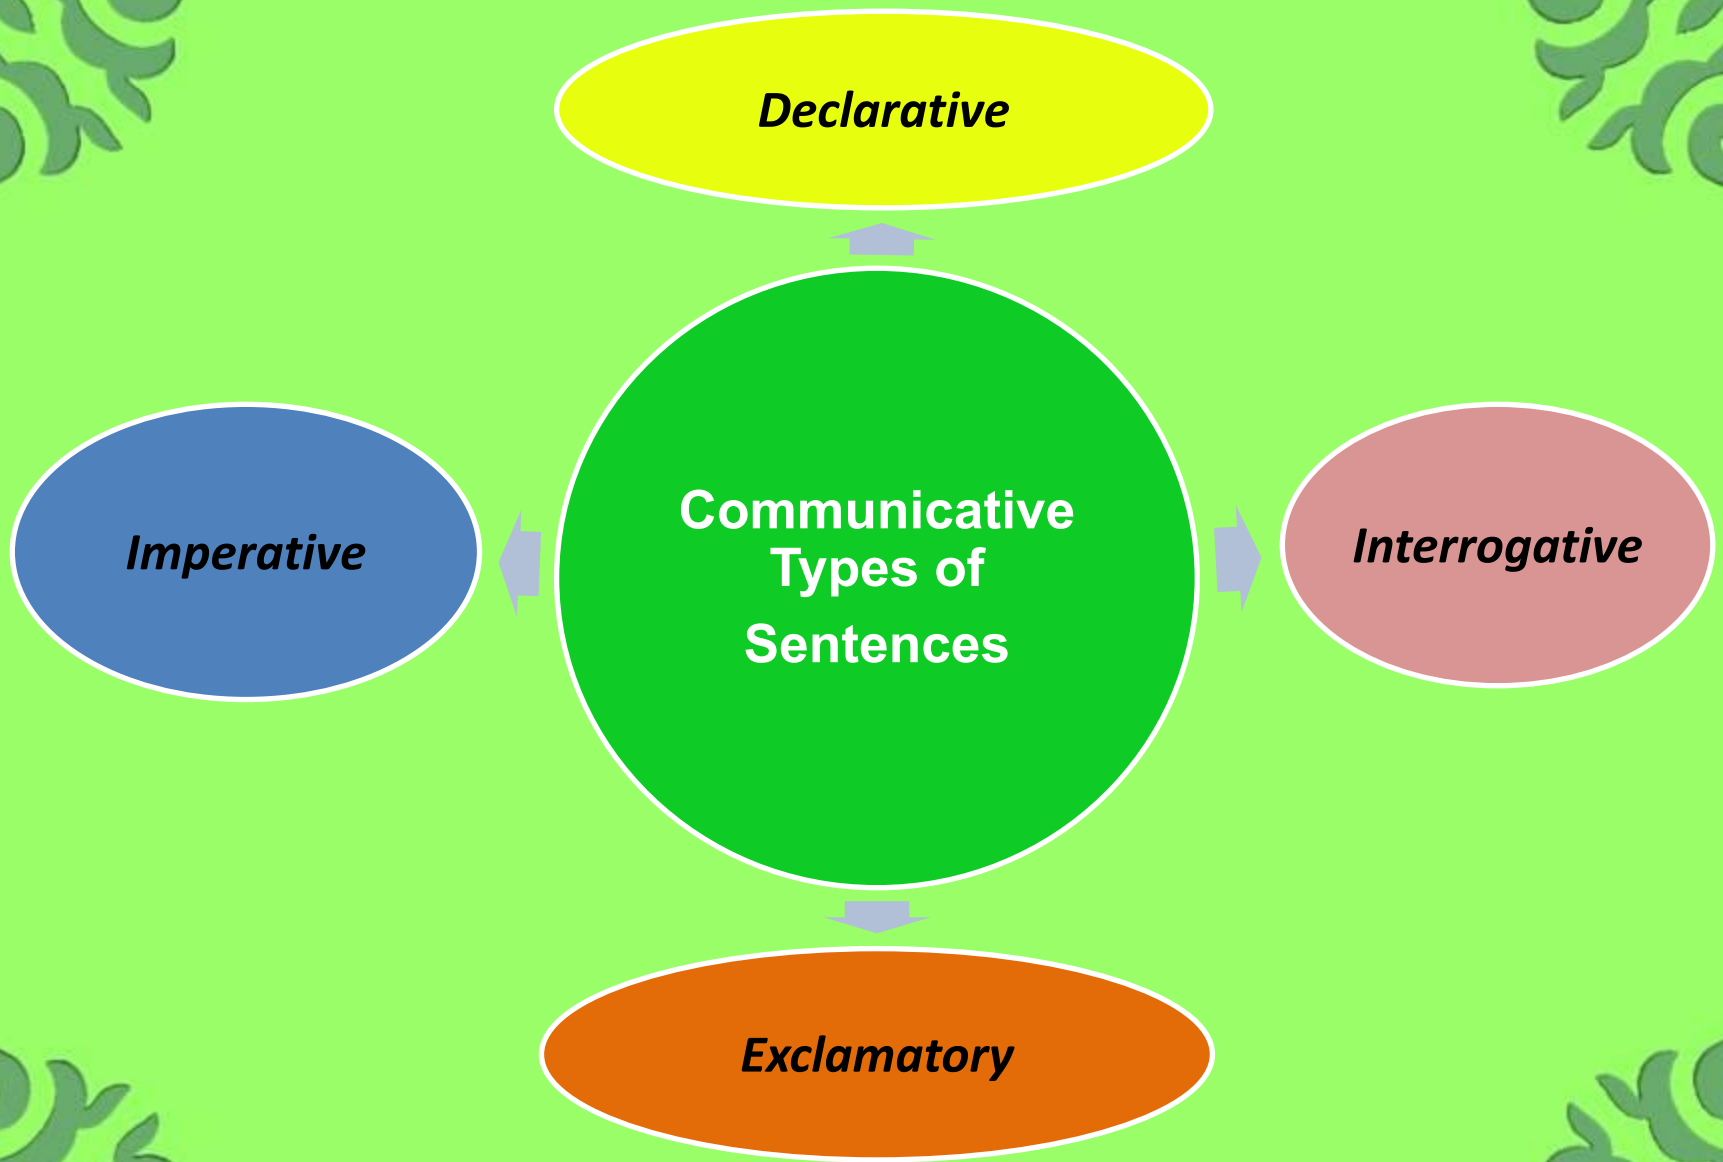 Declarative
Communicative
Types of
Sentences
Imperative
Interrogative
Exclamatory